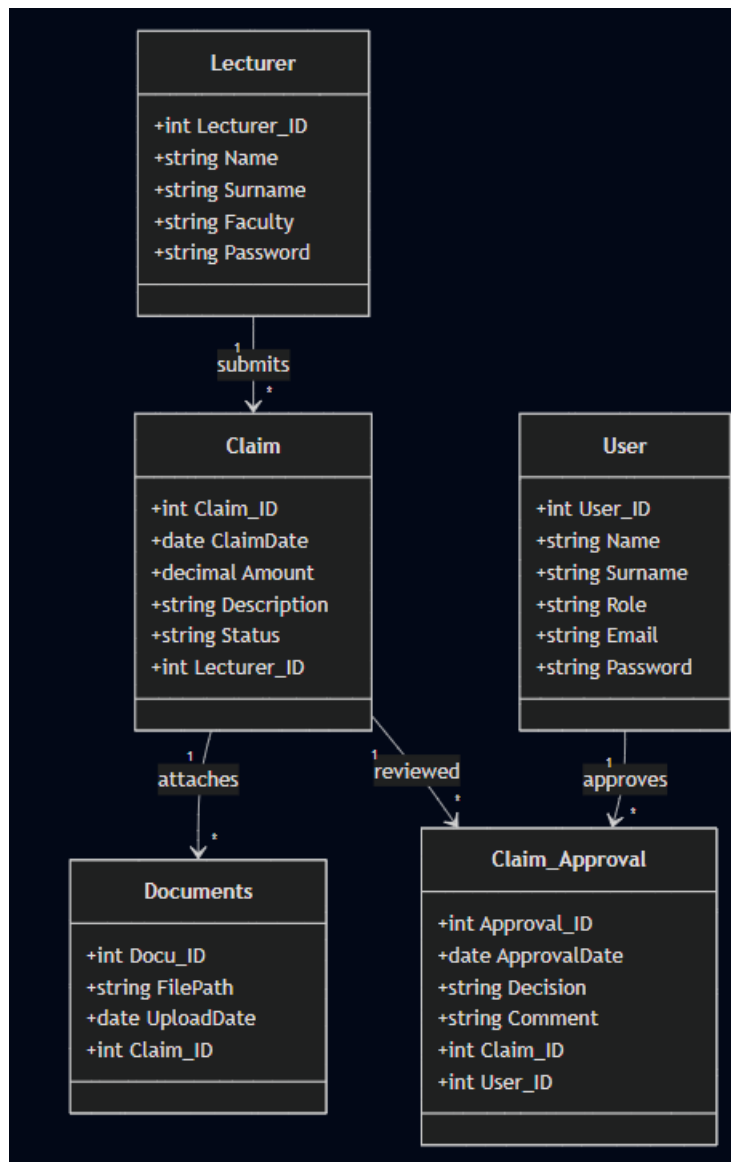 Lecturer
+int Lecturer_ID
+string Name
+string Surname
+string Faculty
+string Password
1
submits
*
Claim
+int Claim_ID
+date ClaimDate
+decimal Amount
+string Description
+string Status
+int Lecturer_ID
User
+int User_ID
+string Name
+string Surname
+string Role
+string Email
+string Password
1
attaches
*
1
reviewed
*
1
approves
*
Documents
+int Docu_ID
+string FilePath
+date UploadDate
+int Claim_ID
Claim_Approval
+int Approval_ID
+date ApprovalDate
+string Decision
+string Comment
+int Claim_ID
+int User_ID